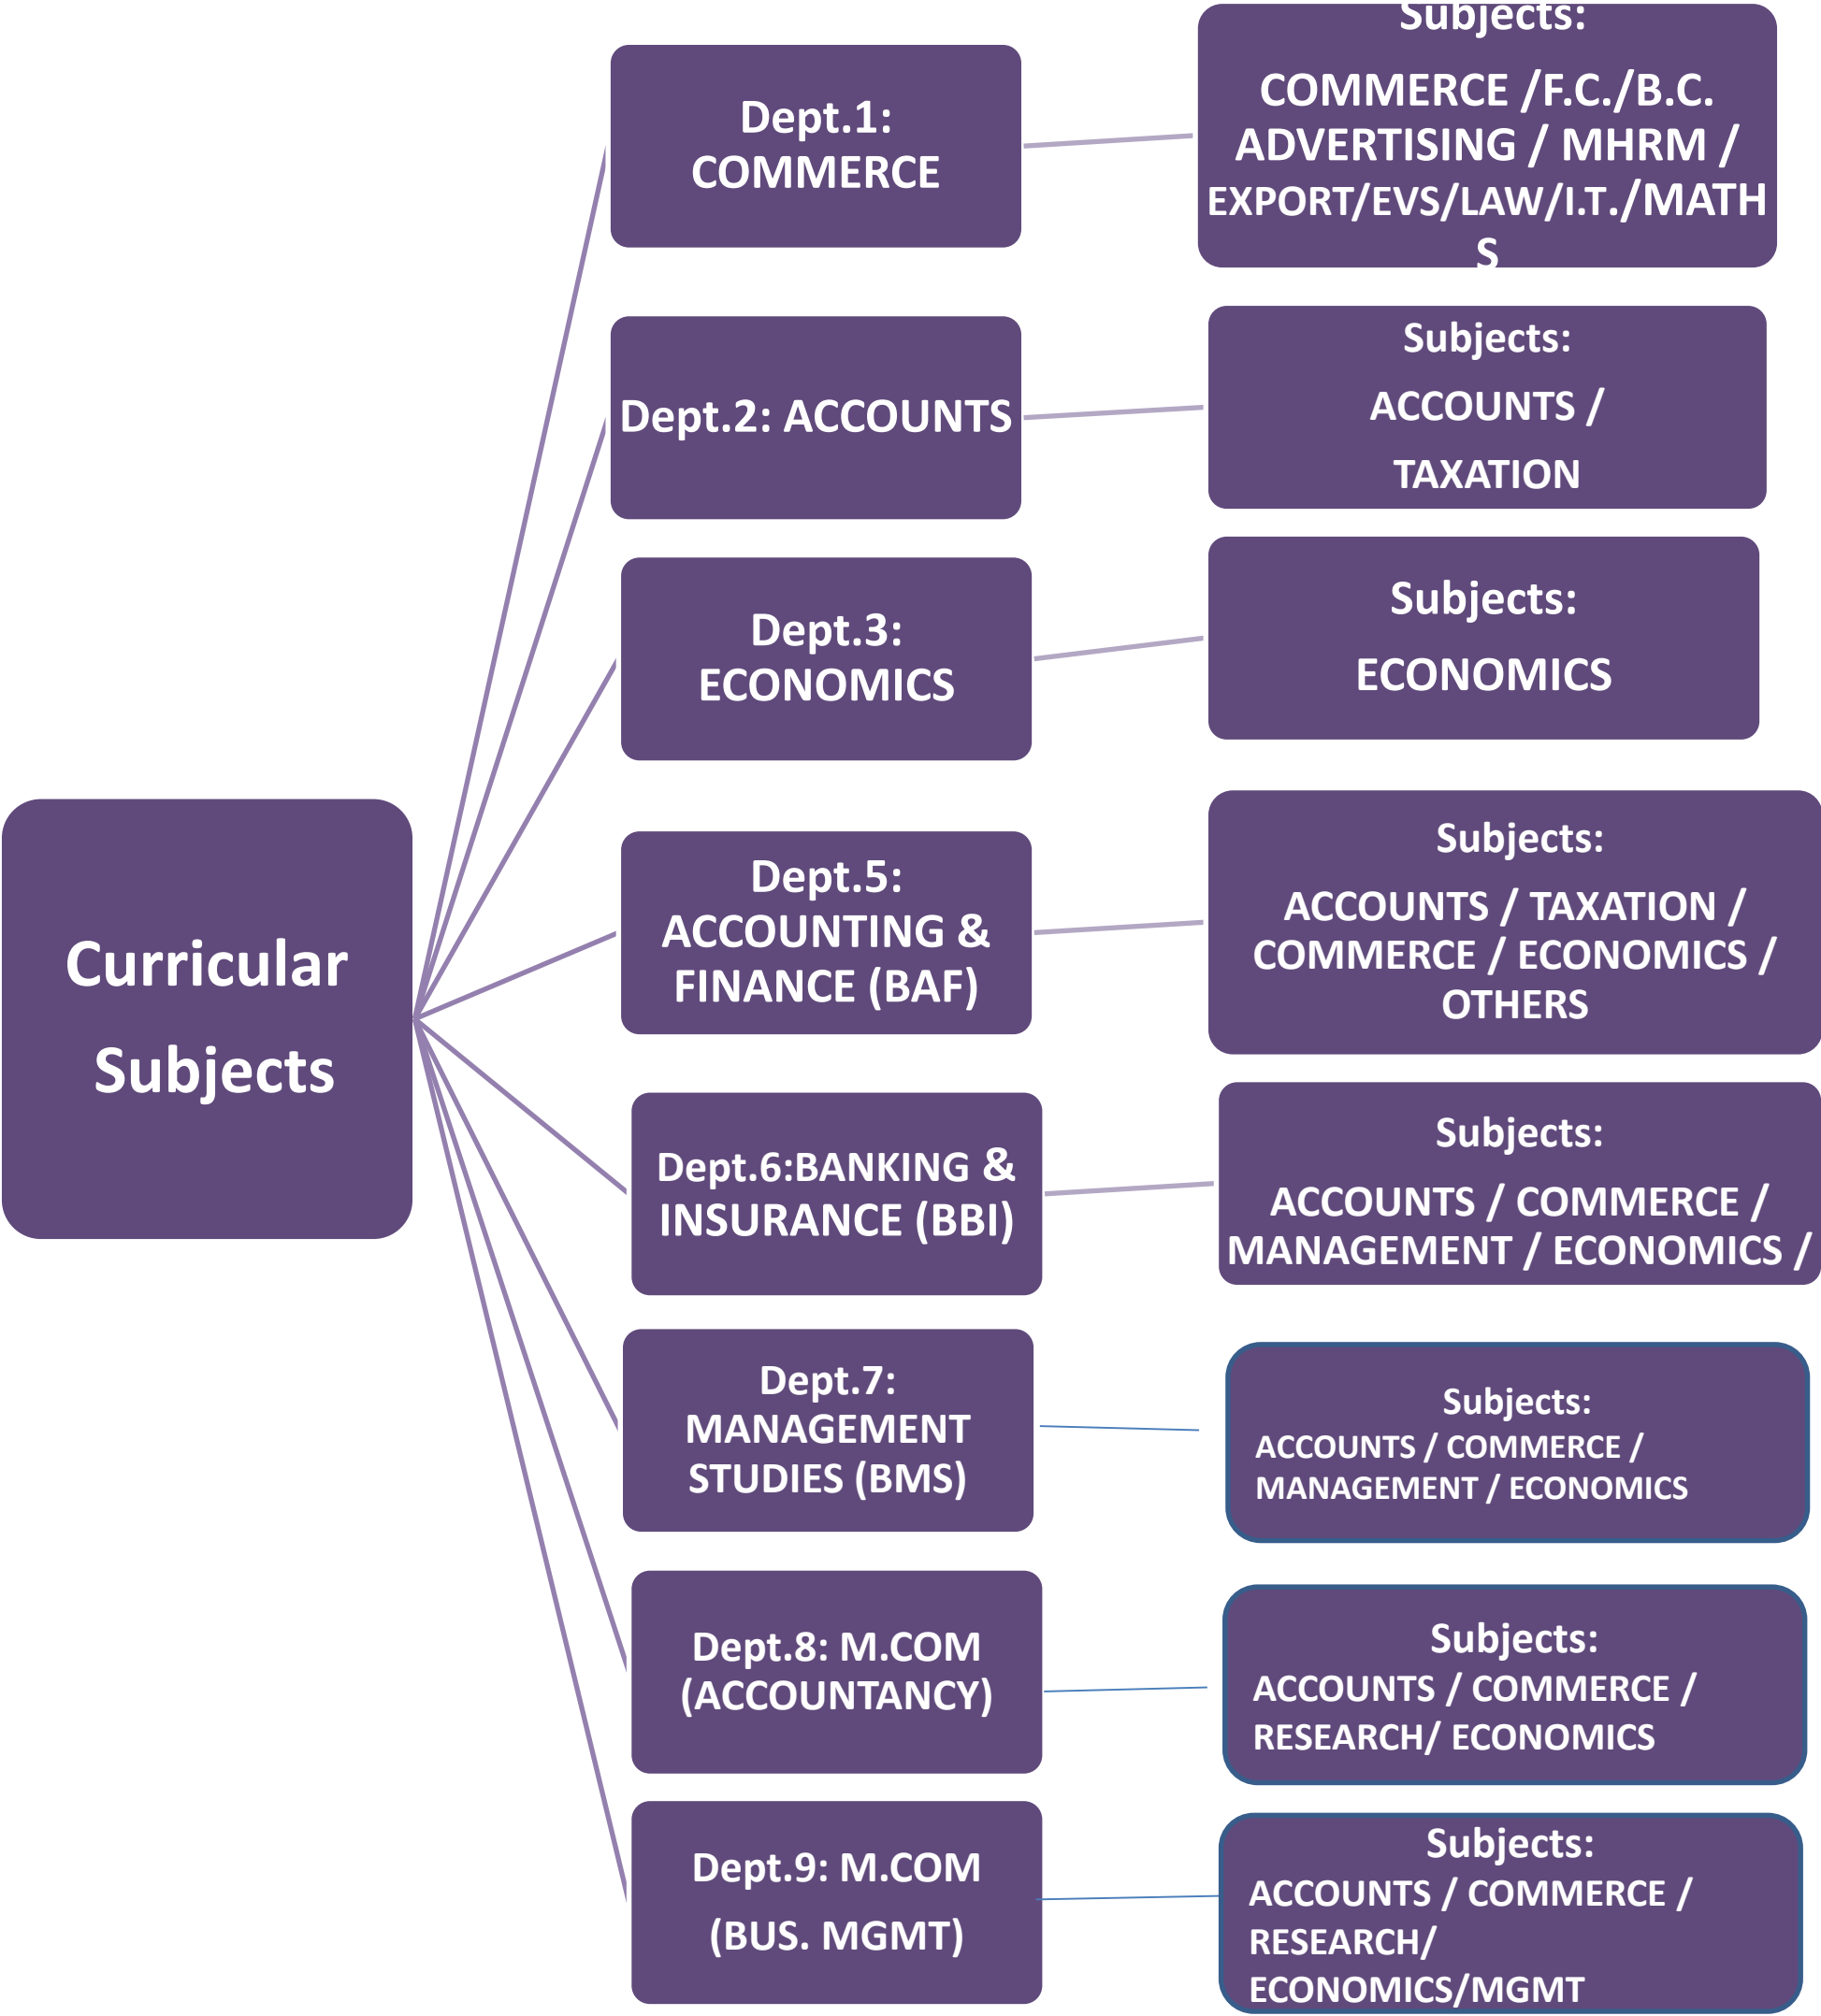 Curricular
Subjects
Dept.1:
COMMERCE
Subjects:
COMMERCE /F.C./B.C.
ADVERTISING / MHRM /
EXPORT/EVS/LAW/I.T./MATH
S
Dept.2: ACCOUNTS
Subjects:
ACCOUNTS /
TAXATION
Dept.3:
ECONOMICS
Subjects:
ECONOMICS
Dept.5:
ACCOUNTING &
FINANCE (BAF)
Subjects:
ACCOUNTS / TAXATION /
COMMERCE / ECONOMICS /
OTHERS
Dept.6:BANKING &
INSURANCE (BBI)
Subjects:
ACCOUNTS / COMMERCE /
MANAGEMENT / ECONOMICS /
Dept.7:
MANAGEMENT
STUDIES (BMS)
Subjects:
ACCOUNTS / COMMERCE /
MANAGEMENT / ECONOMICS
Dept.8: M.COM
(ACCOUNTANCY)
Subjects:
ACCOUNTS / COMMERCE /
RESEARCH/ ECONOMICS
Dept.9: M.COM
(BUS. MGMT)
Subjects:
ACCOUNTS / COMMERCE /
RESEARCH/
ECONOMICS/MGMT